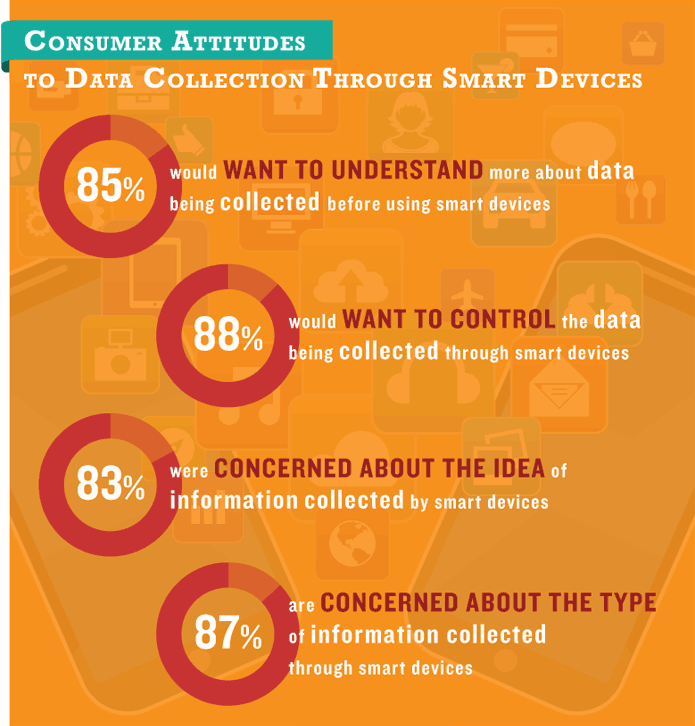 Consumer Attitudes
to Data Collection Through Smart Devices
85%
would WANT TO UNDERSTAND more about data
being collected before using smart devices
88%
would WANT TO CONTROL the data
being collected through smart devices
83%
were CONCERNED ABOUT THE IDEA of
information collected by smart devices
87%
are CONCERNED ABOUT THE TYPE
of information collected
through smart devices